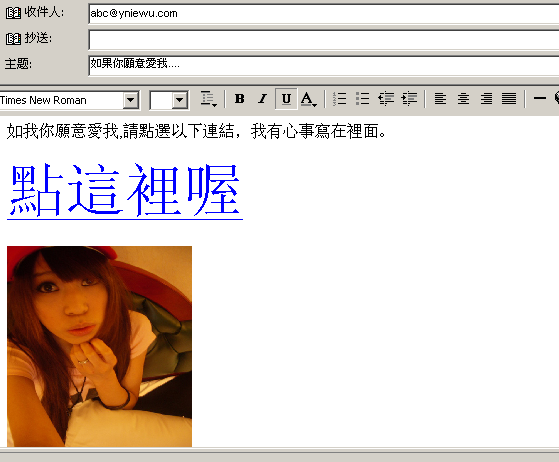 收件人:
abc@yniewu.com
抄送:
主题:
如果你願意愛我....
Times New Roman
B I U A
如我你願意愛我,請點選以下連結，我有心事寫在裡面。
點這裡喔